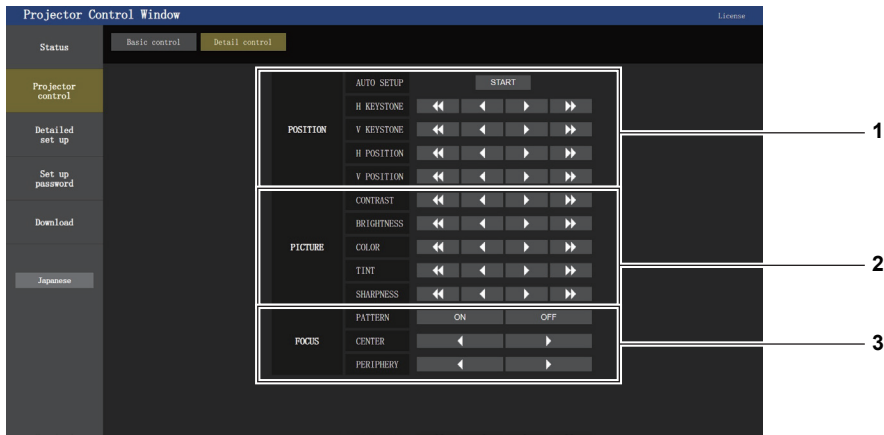 Projector Control Window
License
Status
Basic control
Detail control
Projector
control
Detailed
set up
Set up
password
Download
Japanese
POSITION
AUTO SETUP
START
H KEYSTONE
V KEYSTONE
H POSITION
V POSITION
1
PICTURE
CONTRAST
BRIGHTNESS
COLOR
TINT
SHARPNESS
2
FOCUS
PATTERN
ON
OFF
CENTER
PERIPHERY
3